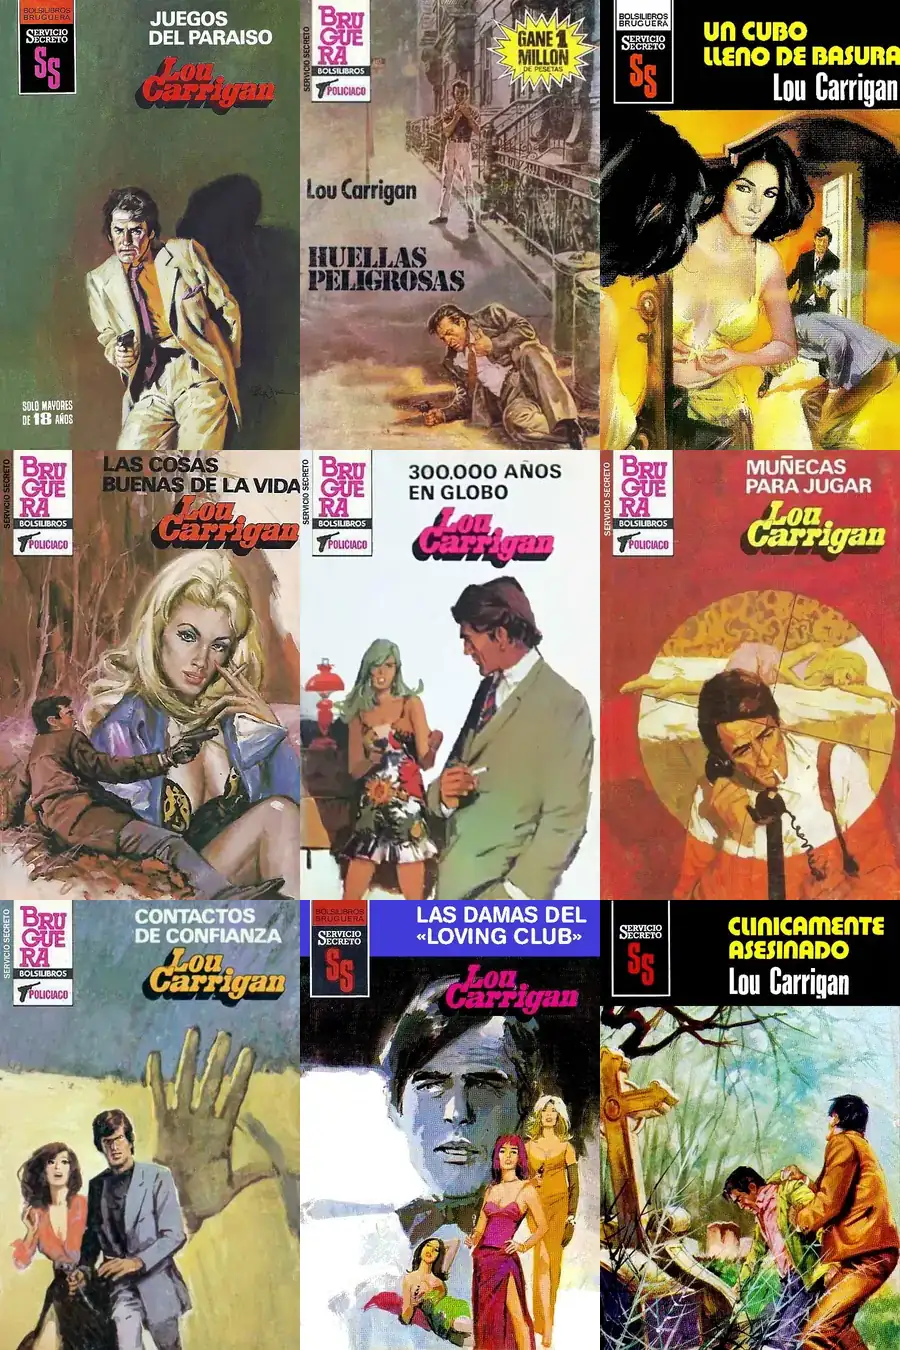 BOLSILIBROS
BRUGUERA
SERVICIO
SECRETO
SS
JUEGOS
DEL PARAISO
Lou
Carrigan
SOLO MAYORES
DE 18 AÑOS
SERVICIO SECRETO
BRU
GUE
RA
BOLSILIBROS
POLICIACO
GANE 1
MILLON
DE PESETAS
Lou Carrigan
HUELLAS
PELIGROSAS
BOLSILIBROS
BRUGUERA
SERVICIO
SECRETO
SS
UN CUBO
LLENO DE BASURA
Lou Carrigan
SERVICIO SECRETO
BRU
GUE
RA
BOLSILIBROS
POLICIACO
LAS COSAS
BUENAS DE LA VIDA
Lou
Carrigan
SERVICIO SECRETO
BRU
GUE
RA
BOLSILIBROS
POLICIACO
300.000 AÑOS
EN GLOBO
Lou
Carrigan
SERVICIO SECRETO
BRU
GUE
RA
BOLSILIBROS
POLICIACO
MUÑECAS
PARA JUGAR
Lou
Carrigan
SERVICIO SECRETO
BRU
GUE
RA
BOLSILIBROS
POLICIACO
CONTACTOS
DE CONFIANZA
Lou
Carrigan
BOLSILIBROS
BRUGUERA
SERVICIO
SECRETO
SS
LAS DAMAS DEL
«LOVING CLUB»
Lou
Carrigan
SERVICIO
SECRETO
SS
CLINICAMENTE
ASESINADO
Lou Carrigan